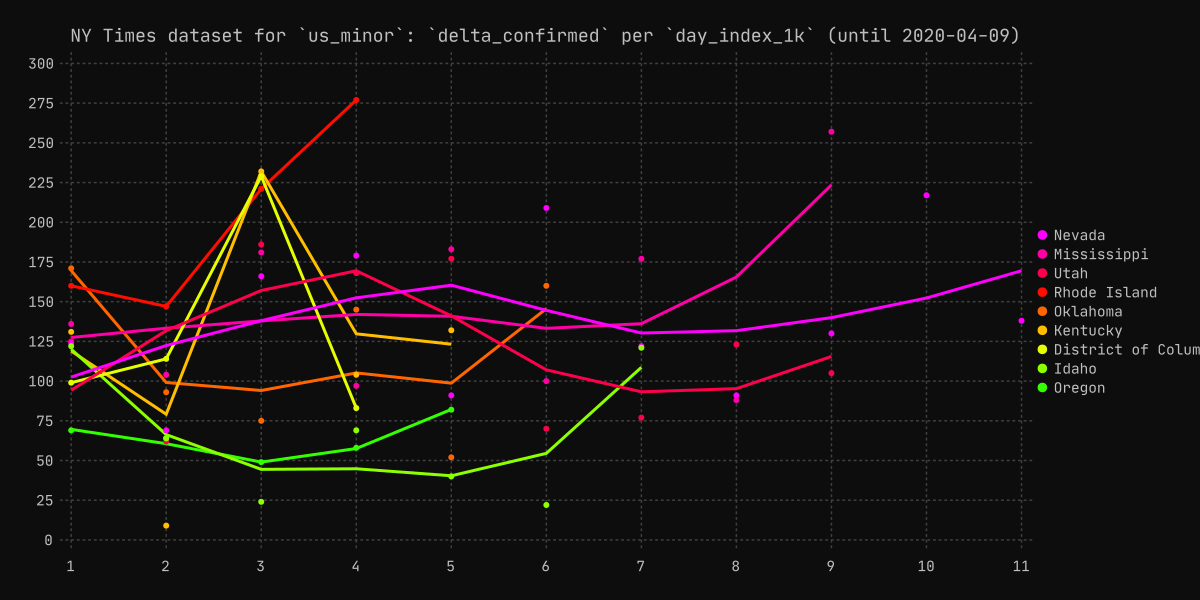 NY Times dataset for `us_minor`: `delta_confirmed` per `day_index_1k` (until 2020-04-09)
300
275
250
225
200
175
150
125
100
75
50
25
0
1 2 3 4 5 6 7 8 9 10 11
Nevada
Mississippi
Utah
Rhode Island
Oklahoma
Kentucky
District of Colum
Idaho
Oregon